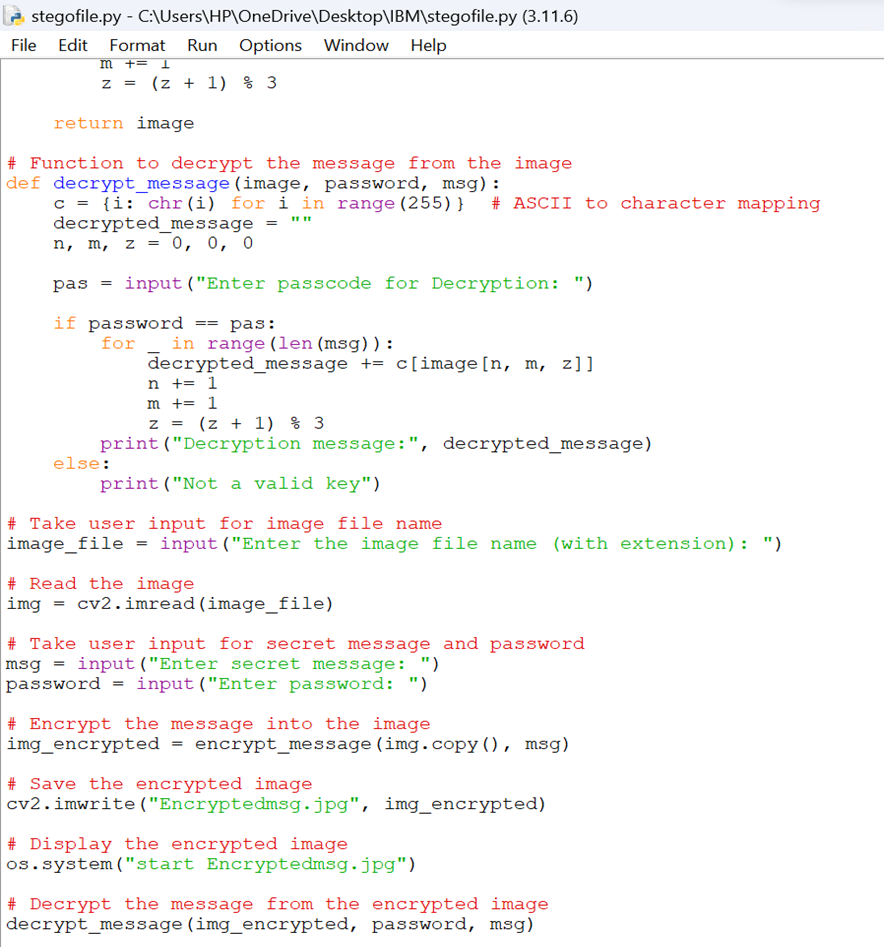 stegofile.py - C:\Users\HP\OneDrive\Desktop\IBM\stegofile.py (3.11.6)
File Edit Format Run Options Window Help
        m += 1
        z = (z + 1) % 3

    return image

# Function to decrypt the message from the image
def decrypt_message(image, password, msg):
    c = {i: chr(i) for i in range(255)}  # ASCII to character mapping
    decrypted_message = ""
    n, m, z = 0, 0, 0

    pas = input("Enter passcode for Decryption: ")

    if password == pas:
        for _ in range(len(msg)):
            decrypted_message += c[image[n, m, z]]
            n += 1
            m += 1
            z = (z + 1) % 3
        print("Decryption message:", decrypted_message)
    else:
        print("Not a valid key")

# Take user input for image file name
image_file = input("Enter the image file name (with extension): ")

# Read the image
img = cv2.imread(image_file)

# Take user input for secret message and password
msg = input("Enter secret message: ")
password = input("Enter password: ")

# Encrypt the message into the image
img_encrypted = encrypt_message(img.copy(), msg)

# Save the encrypted image
cv2.imwrite("Encryptedmsg.jpg", img_encrypted)

# Display the encrypted image
os.system("start Encryptedmsg.jpg")

# Decrypt the message from the encrypted image
decrypt_message(img_encrypted, password, msg)